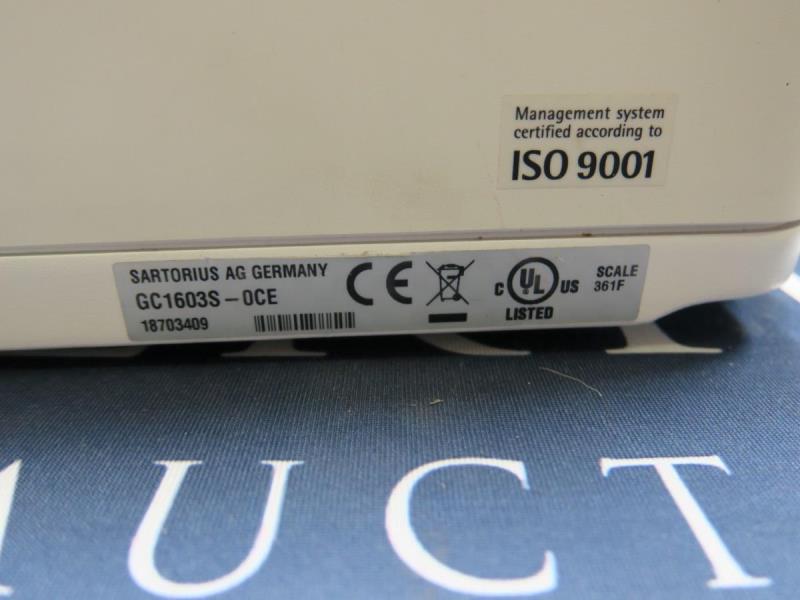 Management system
certified according to
ISO 9001
SARTORIUS AG GERMANY
GC1603S-0CE
18703409
CE
C UL US
LISTED
SCALE
361F
UCT